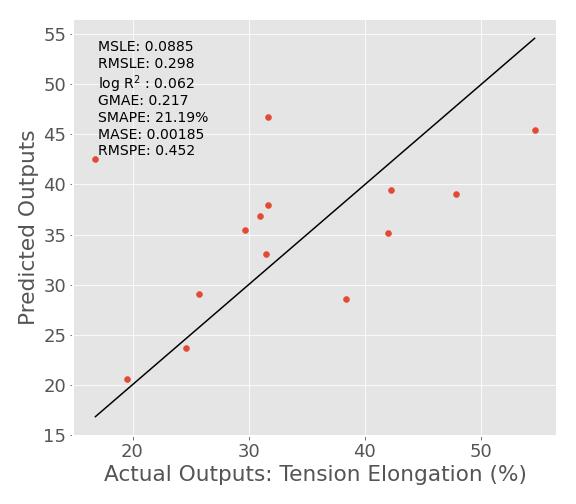 55
MSLE: 0.0885
RMSLE: 0.298
log R² : 0.062
GMAE: 0.217
SMAPE: 21.19%
MASE: 0.00185
RMSPE: 0.452
50
45
40
35
30
25
20
15
Predicted Outputs
20 30 40 50
Actual Outputs: Tension Elongation (%)